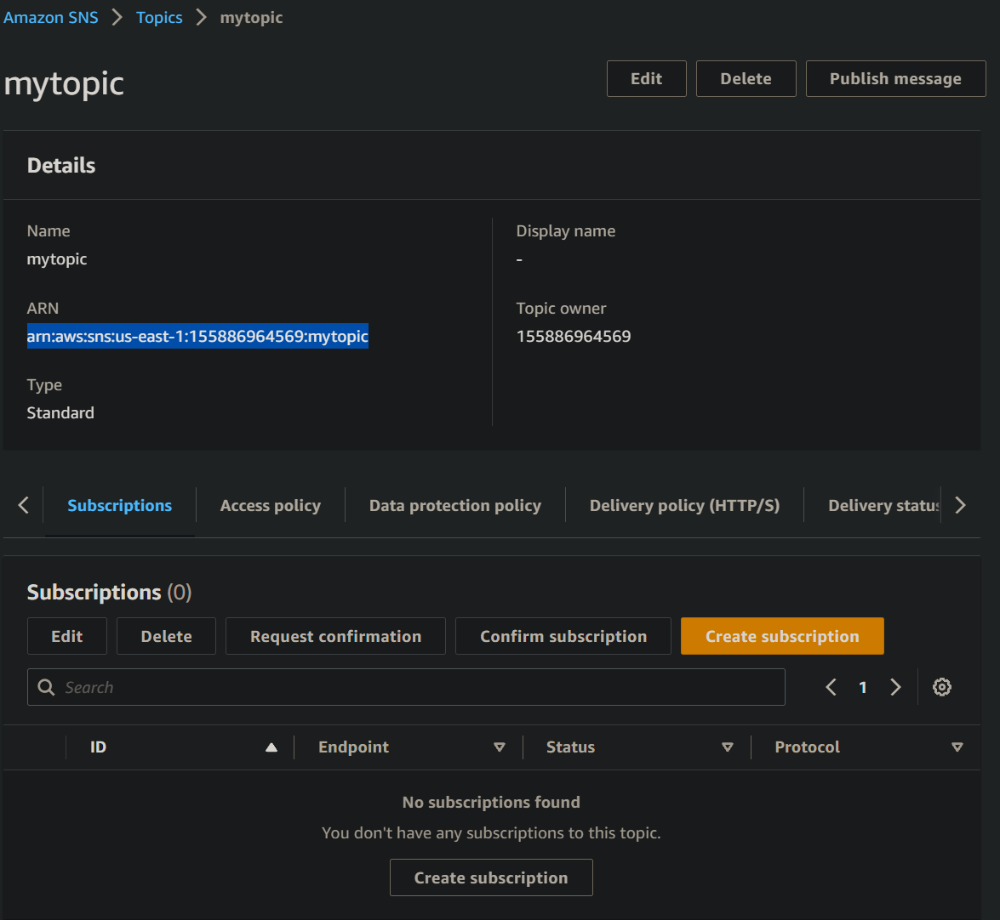 Amazon SNS > Topics > mytopic
mytopic
Edit Delete Publish message
Details
Name
mytopic
Display name
-
ARN
arn:aws:sns:us-east-1:155886964569:mytopic
Topic owner
155886964569
Type
Standard
Subscriptions Access policy Data protection policy Delivery policy (HTTP/S) Delivery status
Subscriptions (0)
Edit Delete Request confirmation Confirm subscription Create subscription
Search
1
ID Endpoint Status Protocol
No subscriptions found
You don't have any subscriptions to this topic.
Create subscription